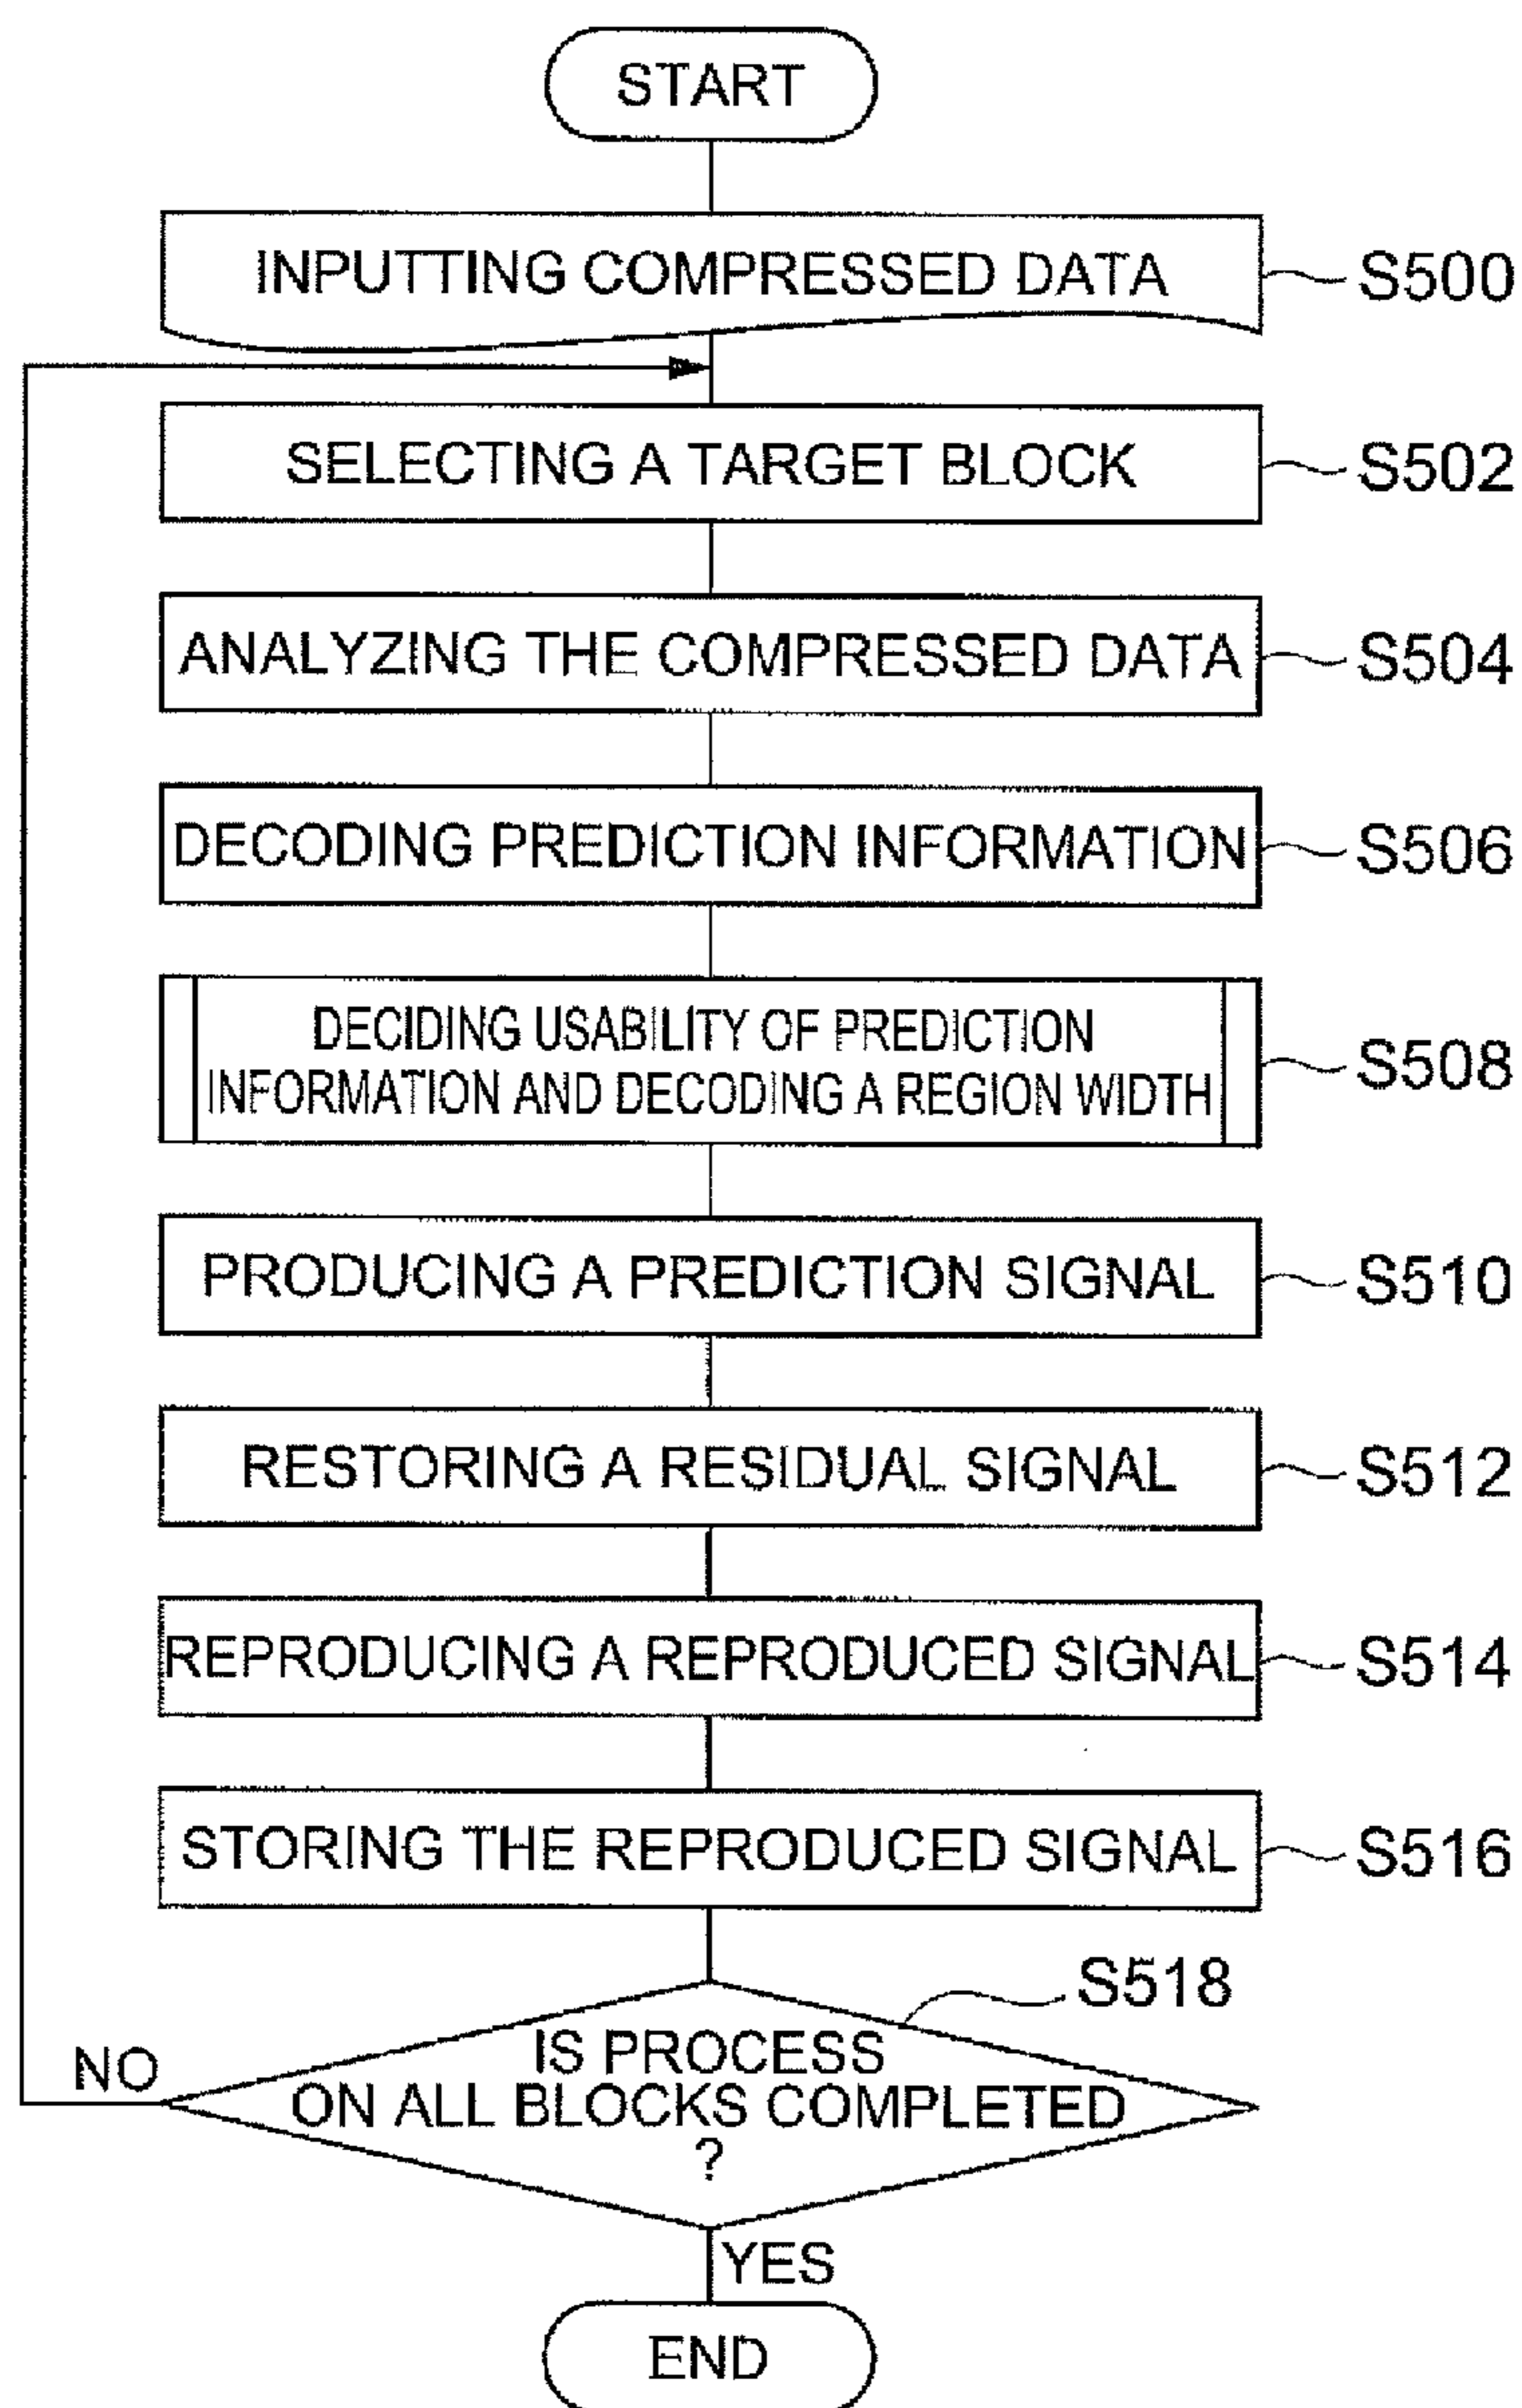 START
INPUTTING COMPRESSED DATA
S500
SELECTING A TARGET BLOCK
S502
ANALYZING THE COMPRESSED DATA
S504
DECODING PREDICTION INFORMATION
S506
DECIDING USABILITY OF PREDICTION
INFORMATION AND DECODING A REGION WIDTH
S508
PRODUCING A PREDICTION SIGNAL
S510
RESTORING A RESIDUAL SIGNAL
S512
REPRODUCING A REPRODUCED SIGNAL
S514
STORING THE REPRODUCED SIGNAL
S516
S518
IS PROCESS
ON ALL BLOCKS COMPLETED
?
NO
YES
END